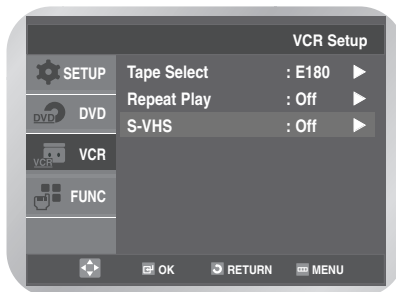 VCR Setup
SETUP
DVD DVD
VCR VCR
FUNC
Tape Select : E180
Repeat Play : Off
S-VHS : Off
OK RETURN MENU